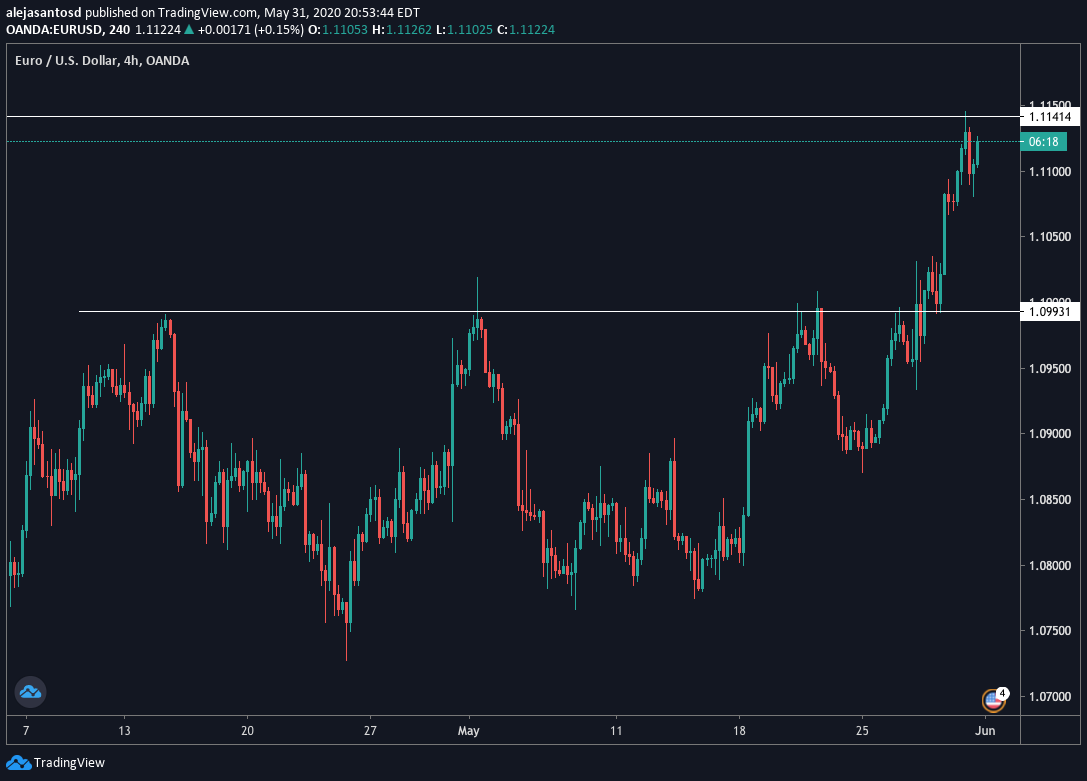 alejasantosd published on TradingView.com, May 31, 2020 20:53:44 EDT
OANDA:EURUSD, 240 1.11224 ▲ +0.00171 (+0.15%) O:1.11053 H:1.11262 L:1.11025 C:1.11224
Euro / U.S. Dollar, 4h, OANDA
1.11500
1.11414
06:18
1.11000
1.10500
1.10000
1.09931
1.09500
1.09000
1.08500
1.08000
1.07500
1.07000
4
7 13 20 27 May 11 18 25 Jun
TradingView